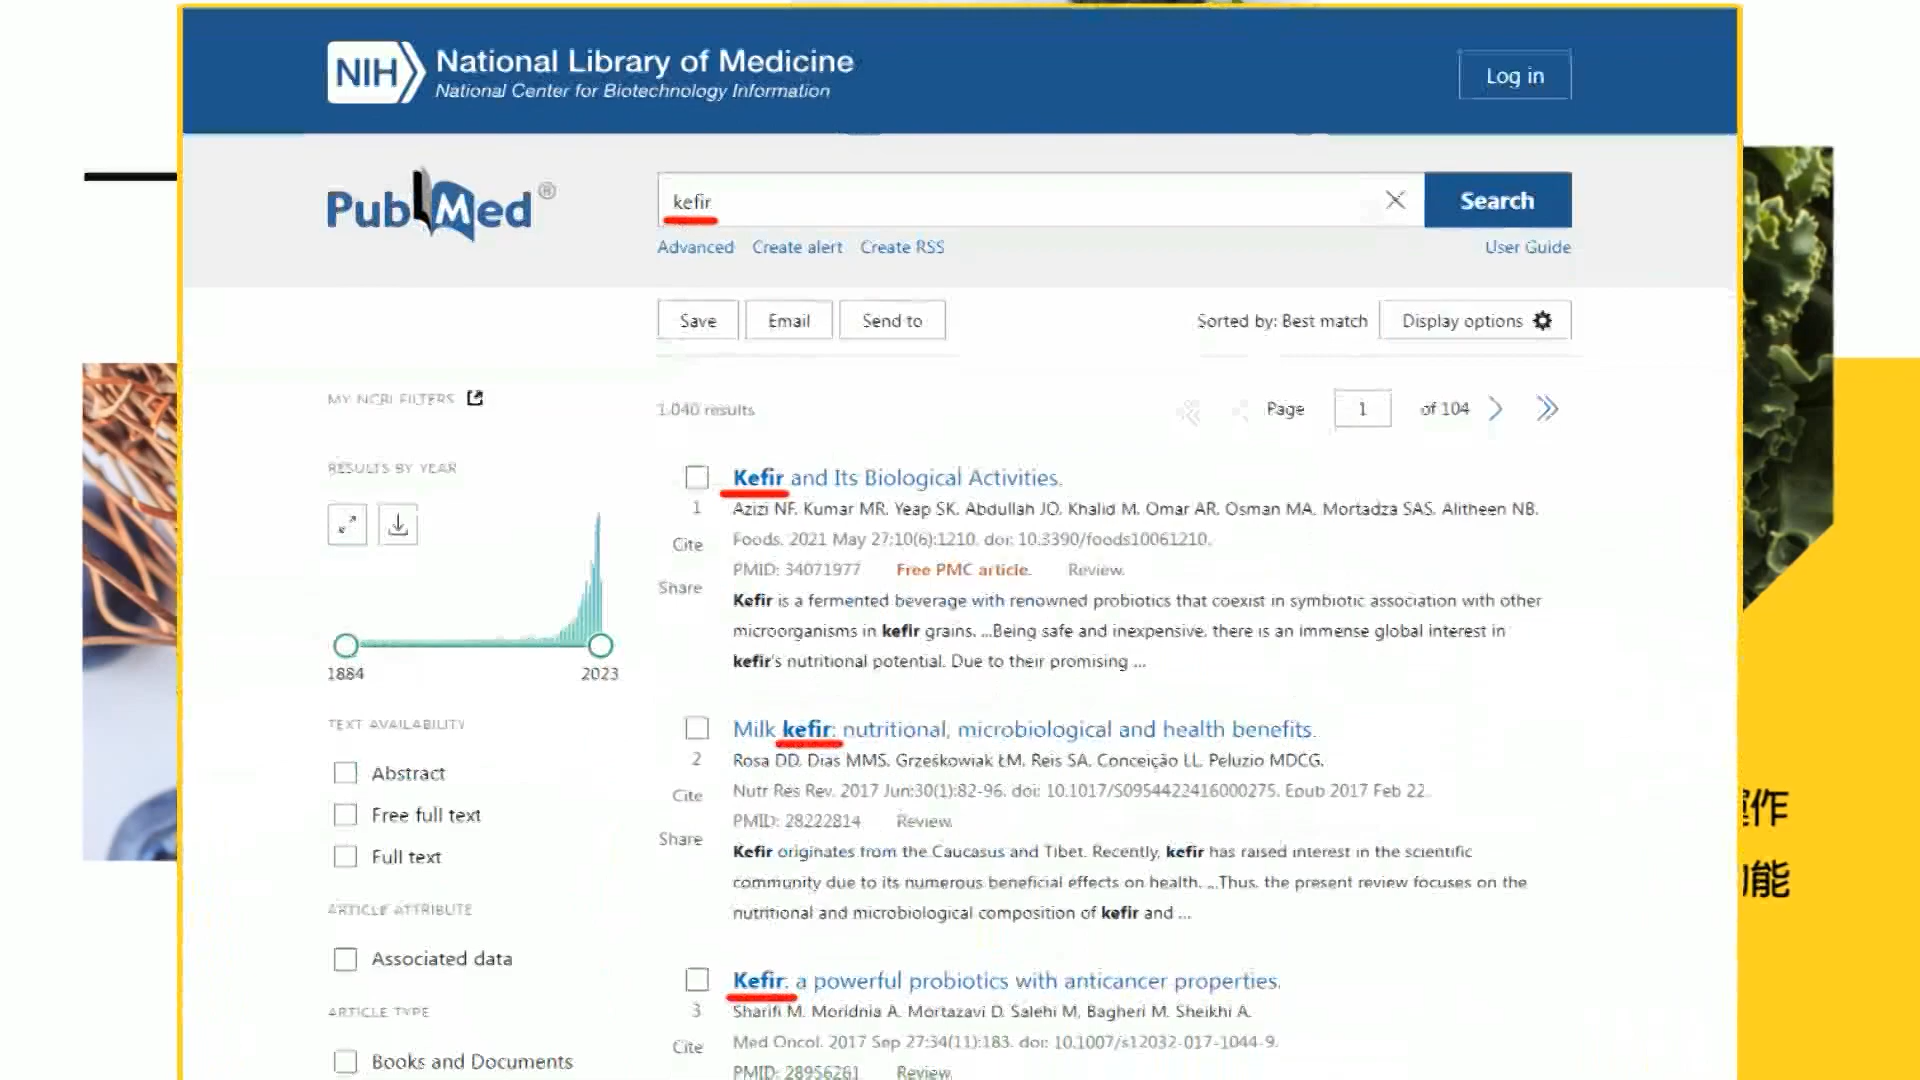 NIH National Library of Medicine
National Center for Biotechnology Information
Log in
PubMed®
kefir
Search
Advanced Create alert Create RSS
User Guide
Save Email Send to
Sorted by: Best match
Display options
MY NCBI FILTERS
1,040 results
Page 1 of 104
RESULTS BY YEAR
1884 2023
TEXT AVAILABILITY
Abstract
Free full text
Full text
ARTICLE ATTRIBUTE
Associated data
ARTICLE TYPE
Books and Documents
Kefir and Its Biological Activities.
1
Azizi NF, Kumar MR, Yeap SK, Abdullah JO, Khalid M, Omar AR, Osman MA, Mortadza SAS, Alitheen NB.
Cite
Foods. 2021 May 27;10(6):1210. doi: 10.3390/foods10061210.
PMID: 34071977 Free PMC article. Review.
Share
Kefir is a fermented beverage with renowned probiotics that coexist in symbiotic association with other
microorganisms in kefir grains. ...Being safe and inexpensive, there is an immense global interest in
kefir's nutritional potential. Due to their promising ...
Milk kefir: nutritional, microbiological and health benefits.
2
Rosa DD, Dias MMS, Grześkowiak ŁM, Reis SA, Conceição LL, Peluzio MDCG.
Cite
Nutr Res Rev. 2017 Jun;30(1):82-96. doi: 10.1017/S0954422416000275. Epub 2017 Feb 22.
PMID: 28222814 Review.
Share
Kefir originates from the Caucasus and Tibet. Recently, kefir has raised interest in the scientific
community due to its numerous beneficial effects on health. ...Thus, the present review focuses on the
nutritional and microbiological composition of kefir and ...
Kefir: a powerful probiotics with anticancer properties.
3
Sharifi M, Moridnia A, Mortazavi D, Salehi M, Bagheri M, Sheikhi A.
Cite
Med Oncol. 2017 Sep 27;34(11):183. doi: 10.1007/s12032-017-1044-9.
PMID: 28956261 Review.
作
能